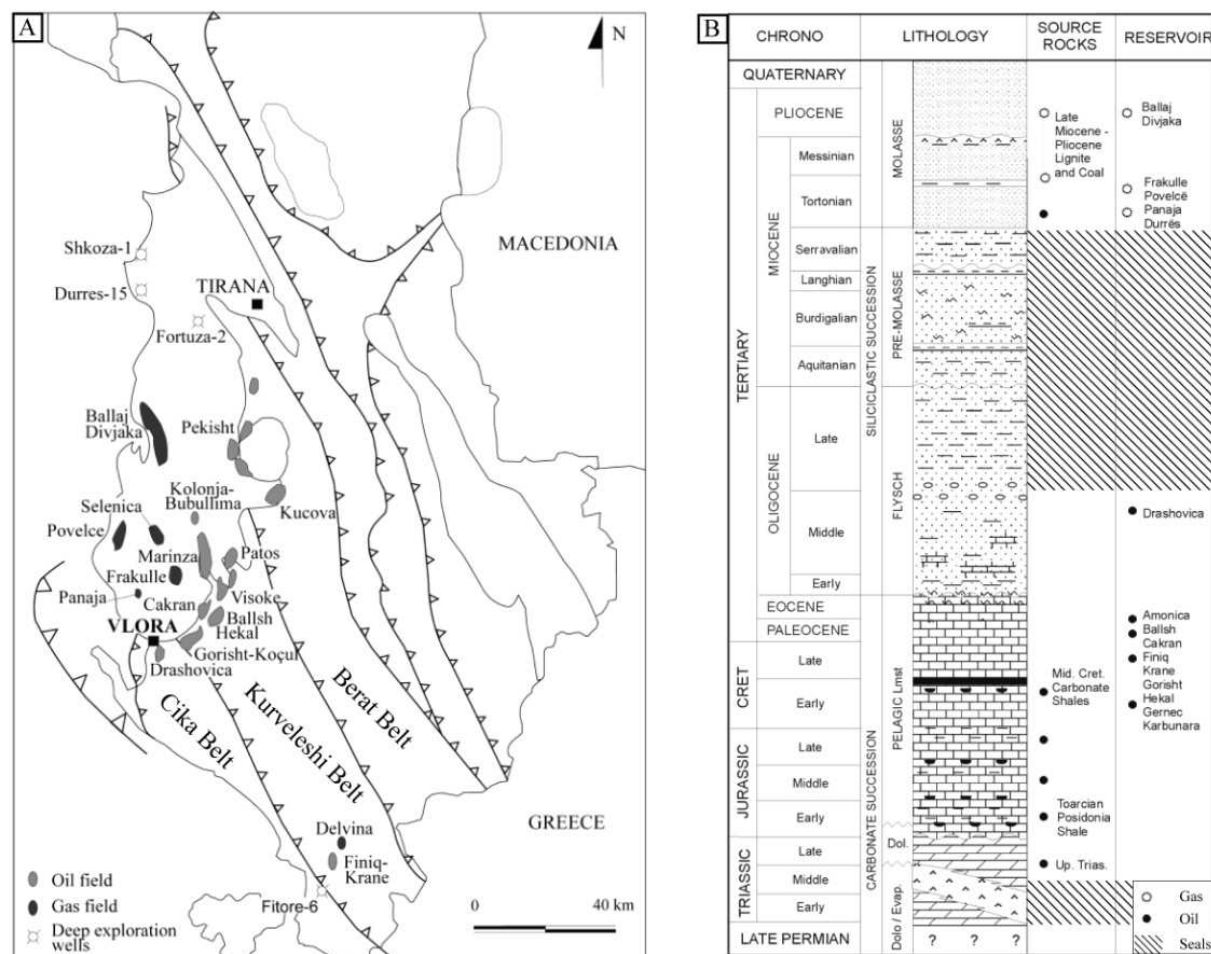 A
N
MACEDONIA
Shkoza-1
TIRANA
Durres-15
Fortuza-2
Ballaj
Divjaka
Pekisht
Kolonja-
Bubullima
Selenica
Kucova
Povelce
Marinza
Patos
Frakulle
Panaja
Visoke
Cakran
Ballsh
VLORA
Hekal
Gorisht-Koçul
Drashovica
Cika Belt
Kurveleshi Belt
Berat Belt
GREECE
Delvina
Finiq-
Krane
Fitore-6
Oil field
Gas field
Deep exploration
wells
0
40 km
B
CHRONO
LITHOLOGY
SOURCE
ROCKS
RESERVOIR
QUATERNARY
TERTIARY
PLIOCENE
MIOCENE
Messinian
Tortonian
Serravalian
Langhian
Burdigalian
Aquitanian
OLIGOCENE
Late
Middle
Early
EOCENE
PALEOCENE
CRET
Late
Early
JURASSIC
Late
Middle
Early
TRIASSIC
Late
Middle
Early
LATE PERMIAN
SILICICLASTIC SUCCESSION
MOLASSE
PRE-MOLASSE
FLYSCH
CARBONATE SUCCESSION
PELAGIC Lmst
Dol.
Dolo / Evap.
? ? ?
Late
Miocene -
Pliocene
Lignite
and Coal
Mid. Cret.
Carbonate
Shales
Toarcian
Posidonia
Shale
Up. Trias.
Ballaj
Divjaka
Frakulle
Povelcë
Panaja
Durrës
Drashovica
Amonica
Ballsh
Cakran
Finiq
Krane
Gorisht
Hekal
Gernec
Karbunara
Gas
Oil
Seals